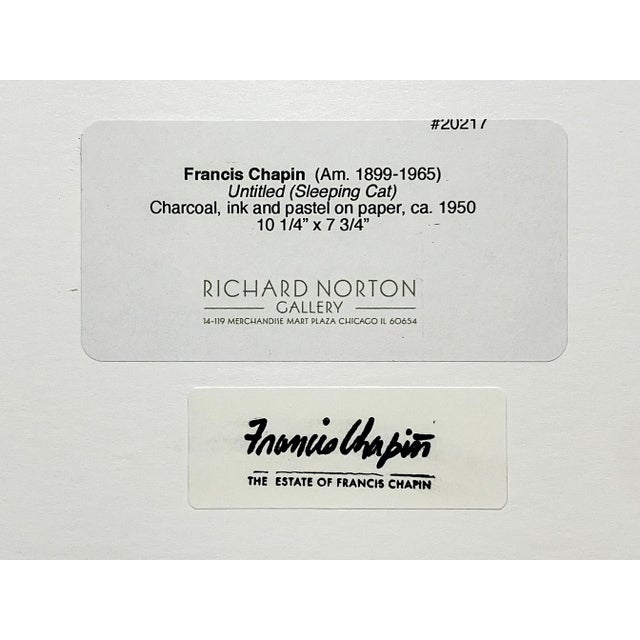 #20217
Francis Chapin (Am. 1899-1965)
Untitled (Sleeping Cat)
Charcoal, ink and pastel on paper, ca. 1950
10 1/4” x 7 3/4”
RICHARD NORTON
GALLERY
14-119 MERCHANDISE MART PLAZA CHICAGO IL 60654
Francis Chapin
THE ESTATE OF FRANCIS CHAPIN